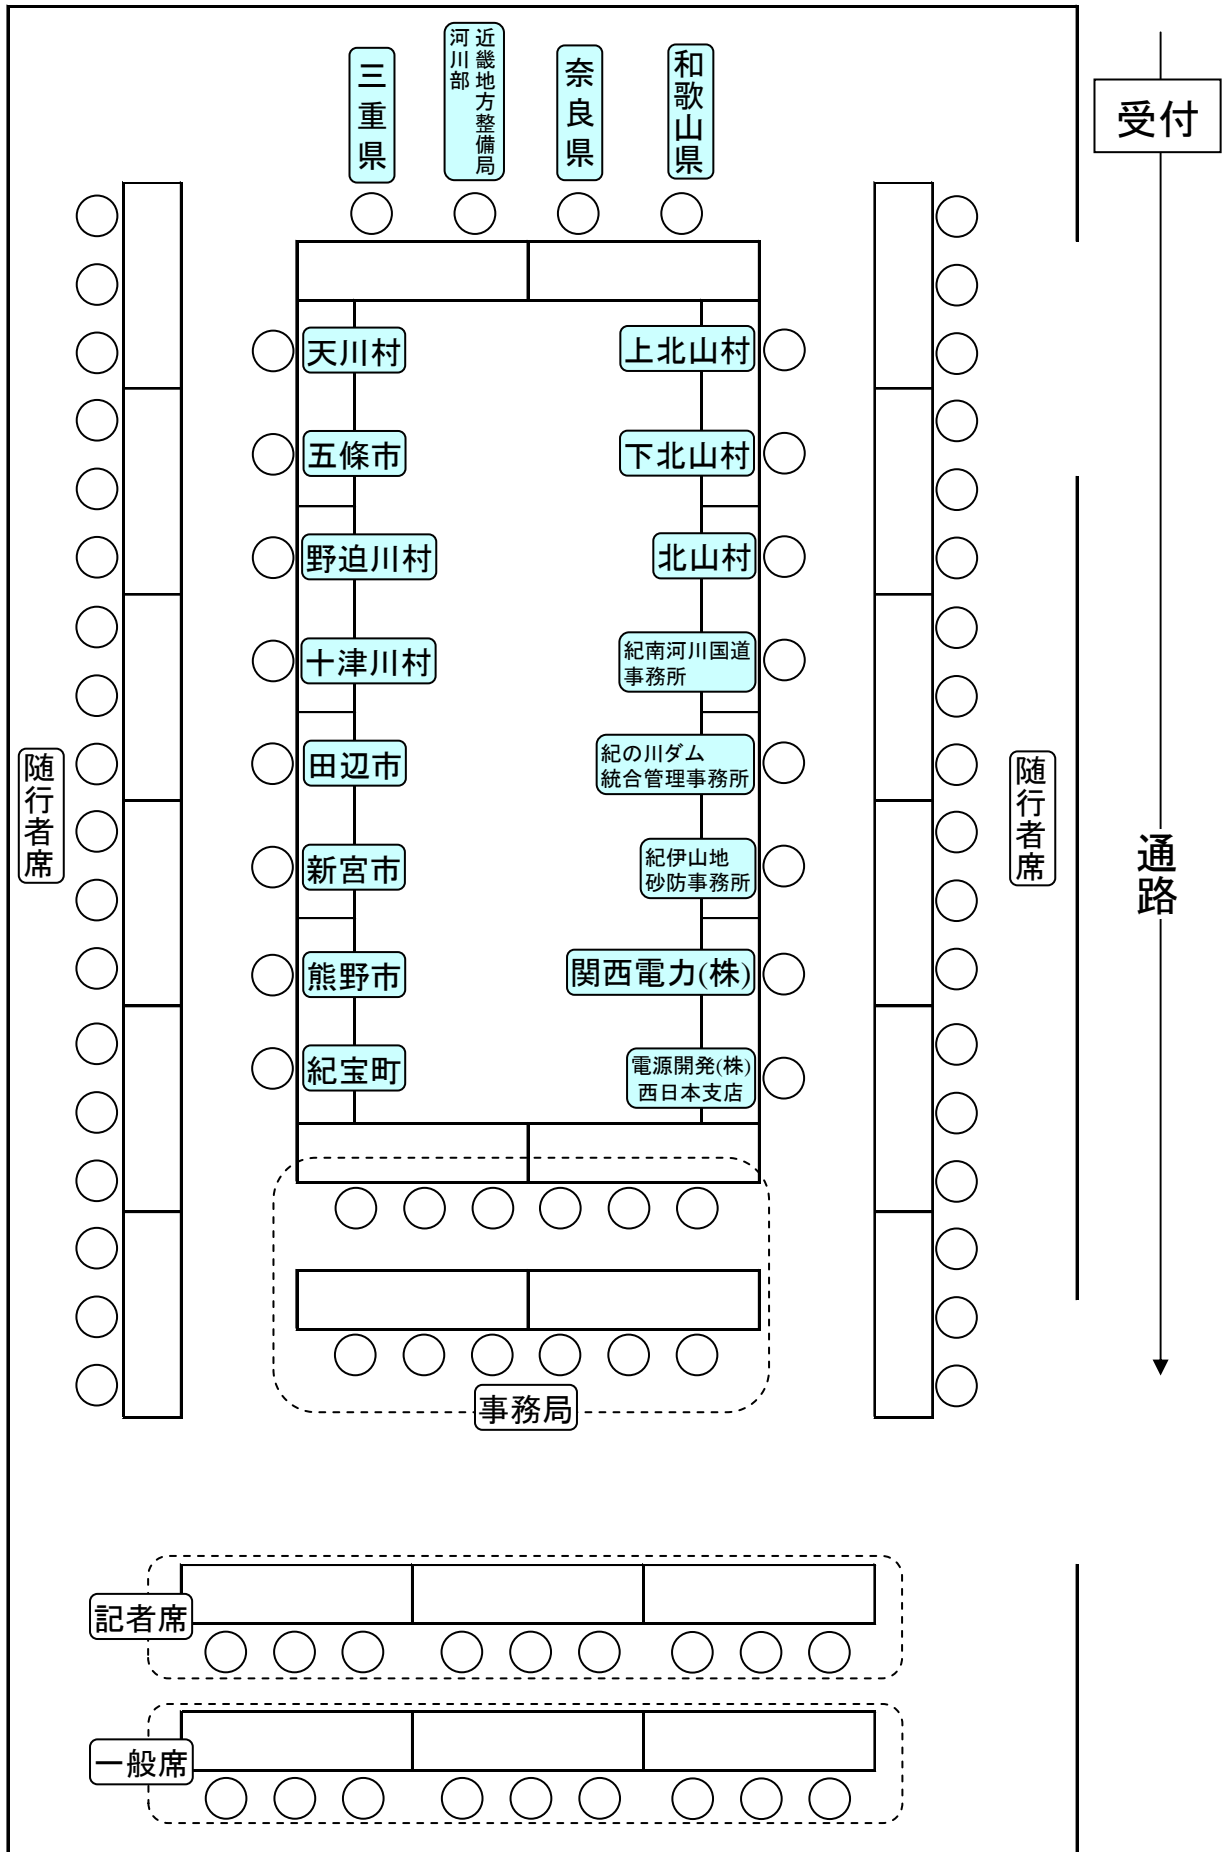 三重県
近畿地方整備局
河川部
奈良県
和歌山県
受付
天川村
上北山村
五條市
下北山村
野迫川村
北山村
十津川村
紀南河川国道
事務所
田辺市
紀の川ダム
統合管理事務所
随行者席
随行者席
通路
新宮市
紀伊山地
砂防事務所
熊野市
関西電力(株)
紀宝町
電源開発(株)
西日本支店
事務局
記者席
一般席